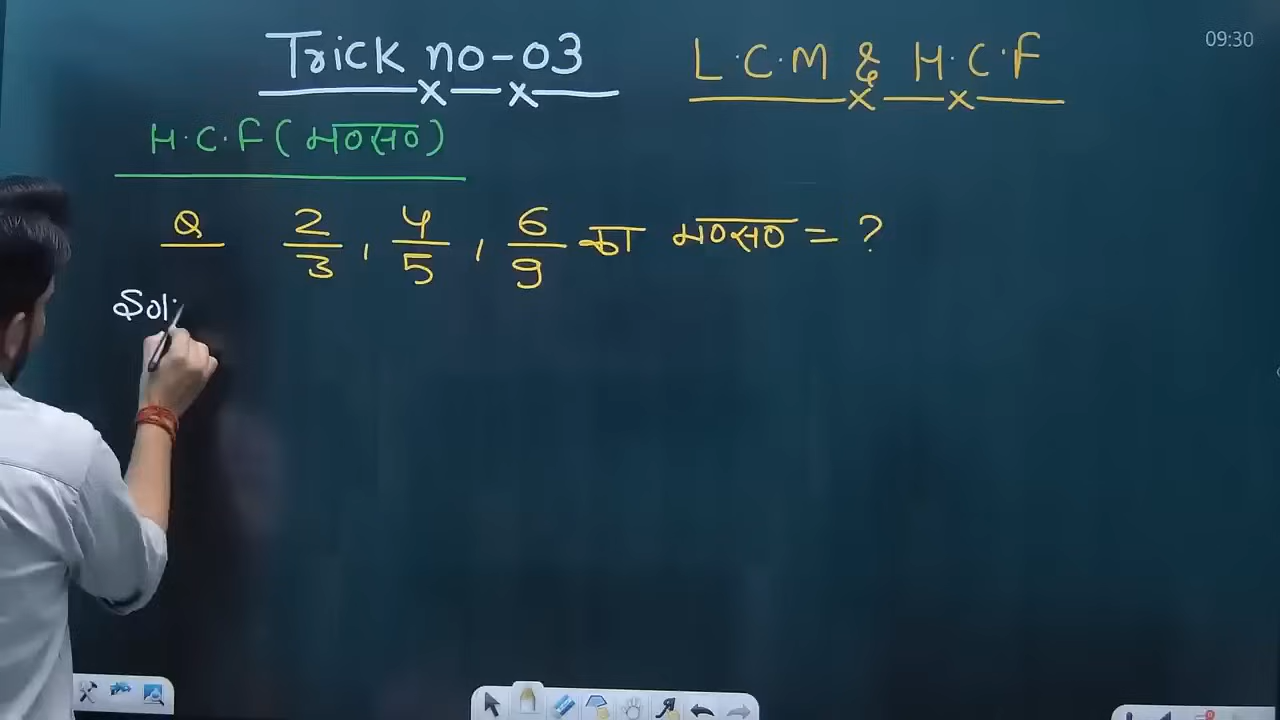 Trick no-03
L.C.M & H.C.F
09:30
H.C.F (म०स०)
Q 2/3, 4/5, 6/9 का म०स० = ?
Sol: